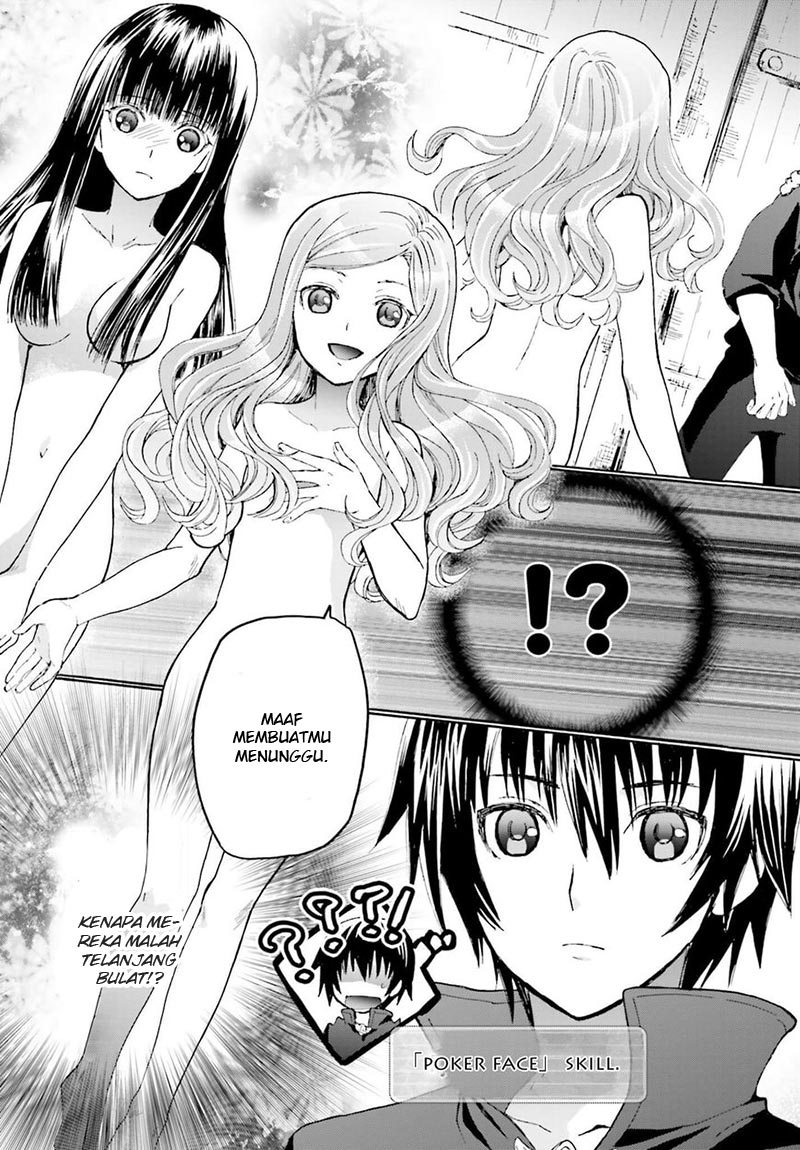 !?
MAAF
MEMBUATMU
MENUNGGU.
KENAPA ME-
REKA MALAH
TELANJANG
BULAT!?
???!
「POKER FACE」 SKILL.